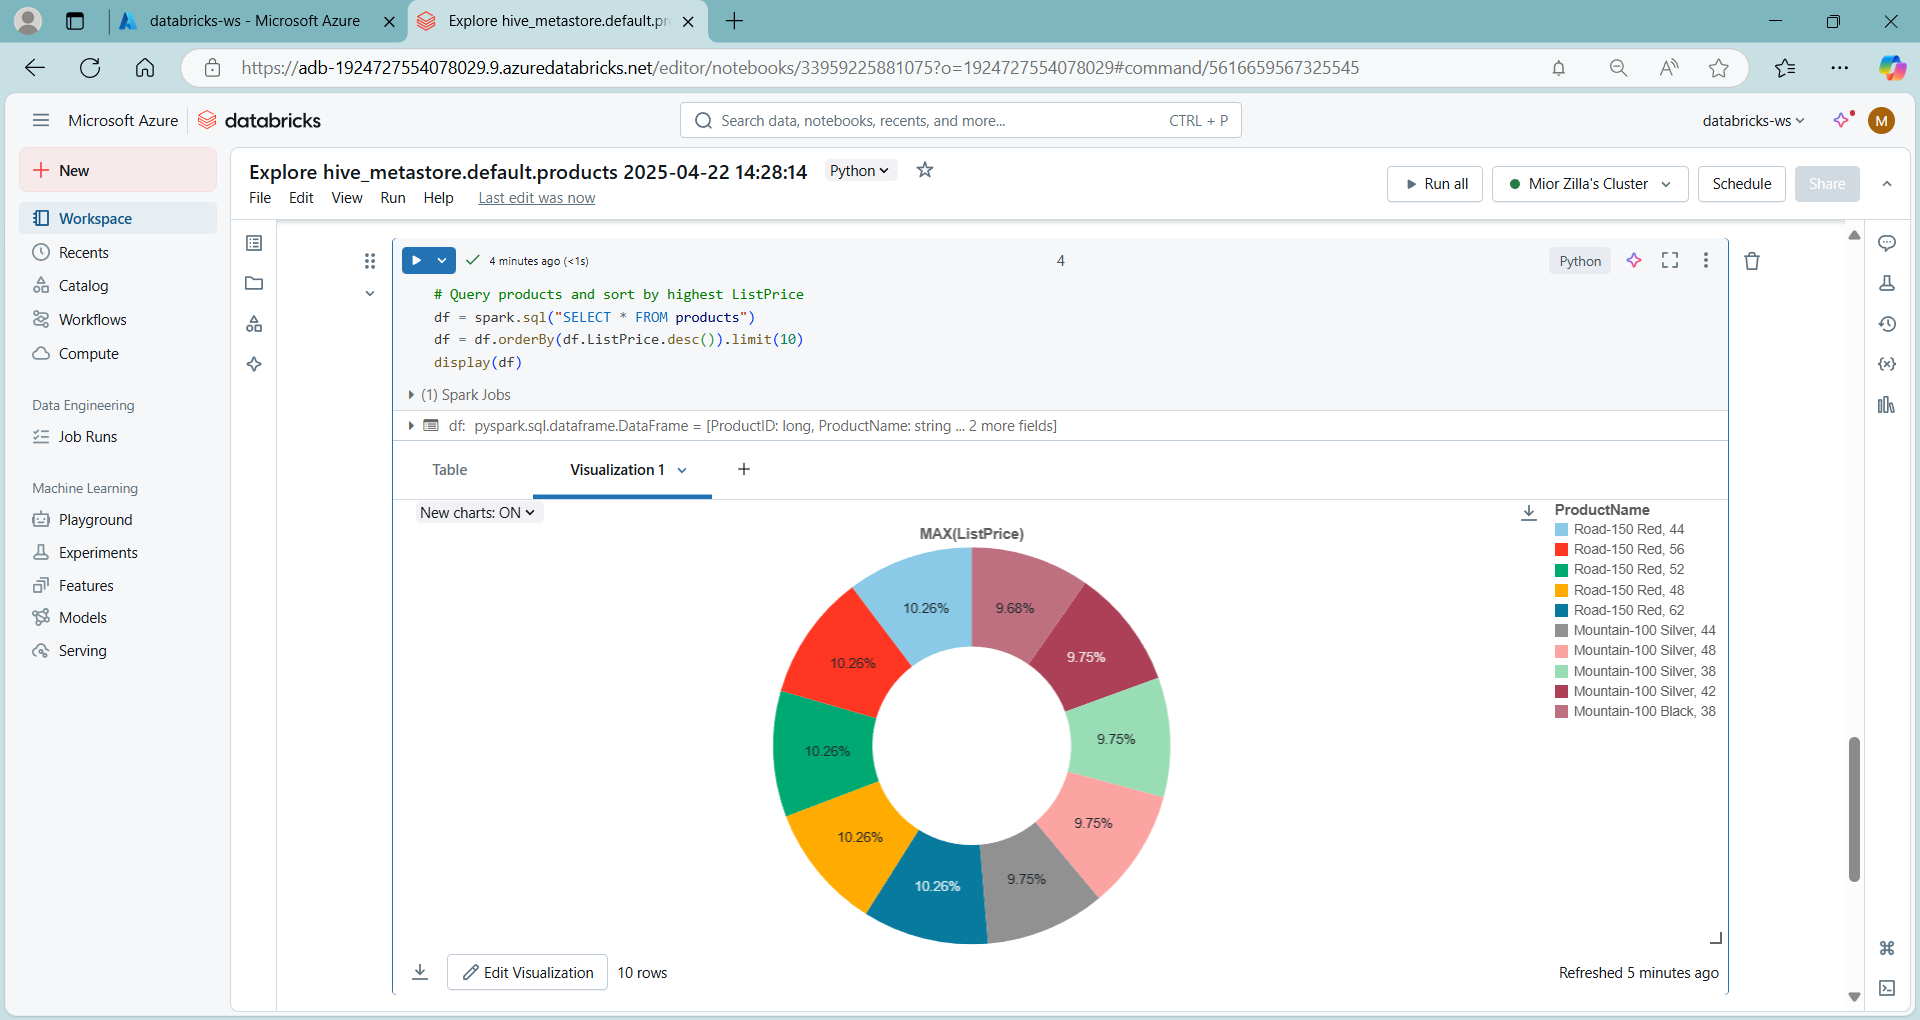 databricks-ws - Microsoft Azure
Explore hive_metastore.default.pr
https://adb-1924727554078029.9.azuredatabricks.net/editor/notebooks/33959225881075?o=1924727554078029#command/5616659567325545
Microsoft Azure
databricks
Search data, notebooks, recents, and more...
CTRL + P
databricks-ws
M
New
Workspace
Recents
Catalog
Workflows
Compute
Data Engineering
Job Runs
Machine Learning
Playground
Experiments
Features
Models
Serving
Explore hive_metastore.default.products 2025-04-22 14:28:14
Python
File Edit View Run Help Last edit was now
Run all
Mior Zilla's Cluster
Schedule
Share
4 minutes ago (<1s)
4
Python
# Query products and sort by highest ListPrice
df = spark.sql("SELECT * FROM products")
df = df.orderBy(df.ListPrice.desc()).limit(10)
display(df)
(1) Spark Jobs
df: pyspark.sql.dataframe.DataFrame = [ProductID: long, ProductName: string ... 2 more fields]
Table
Visualization 1
New charts: ON
MAX(ListPrice)
10.26%
9.68%
10.26%
9.75%
10.26%
9.75%
10.26%
9.75%
10.26%
9.75%
ProductName
Road-150 Red, 44
Road-150 Red, 56
Road-150 Red, 52
Road-150 Red, 48
Road-150 Red, 62
Mountain-100 Silver, 44
Mountain-100 Silver, 48
Mountain-100 Silver, 38
Mountain-100 Silver, 42
Mountain-100 Black, 38
Edit Visualization
10 rows
Refreshed 5 minutes ago